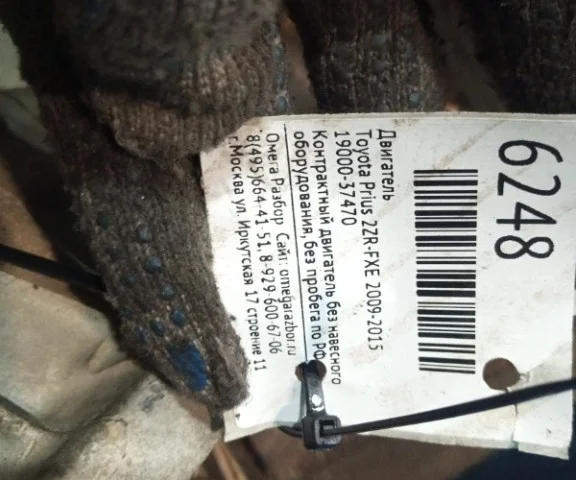 6248
Двигатель
Toyota Prius 2ZR-FXE 2009-2015
19000-37470
Контрактный двигатель без навесного
оборудования, без пробега по РФ
Омега Разбор Сайт: omegarazbor.ru
8(495)664-41-51, 8-929-600-67-06
г.Москва ул. Иркутская 17 строение 11